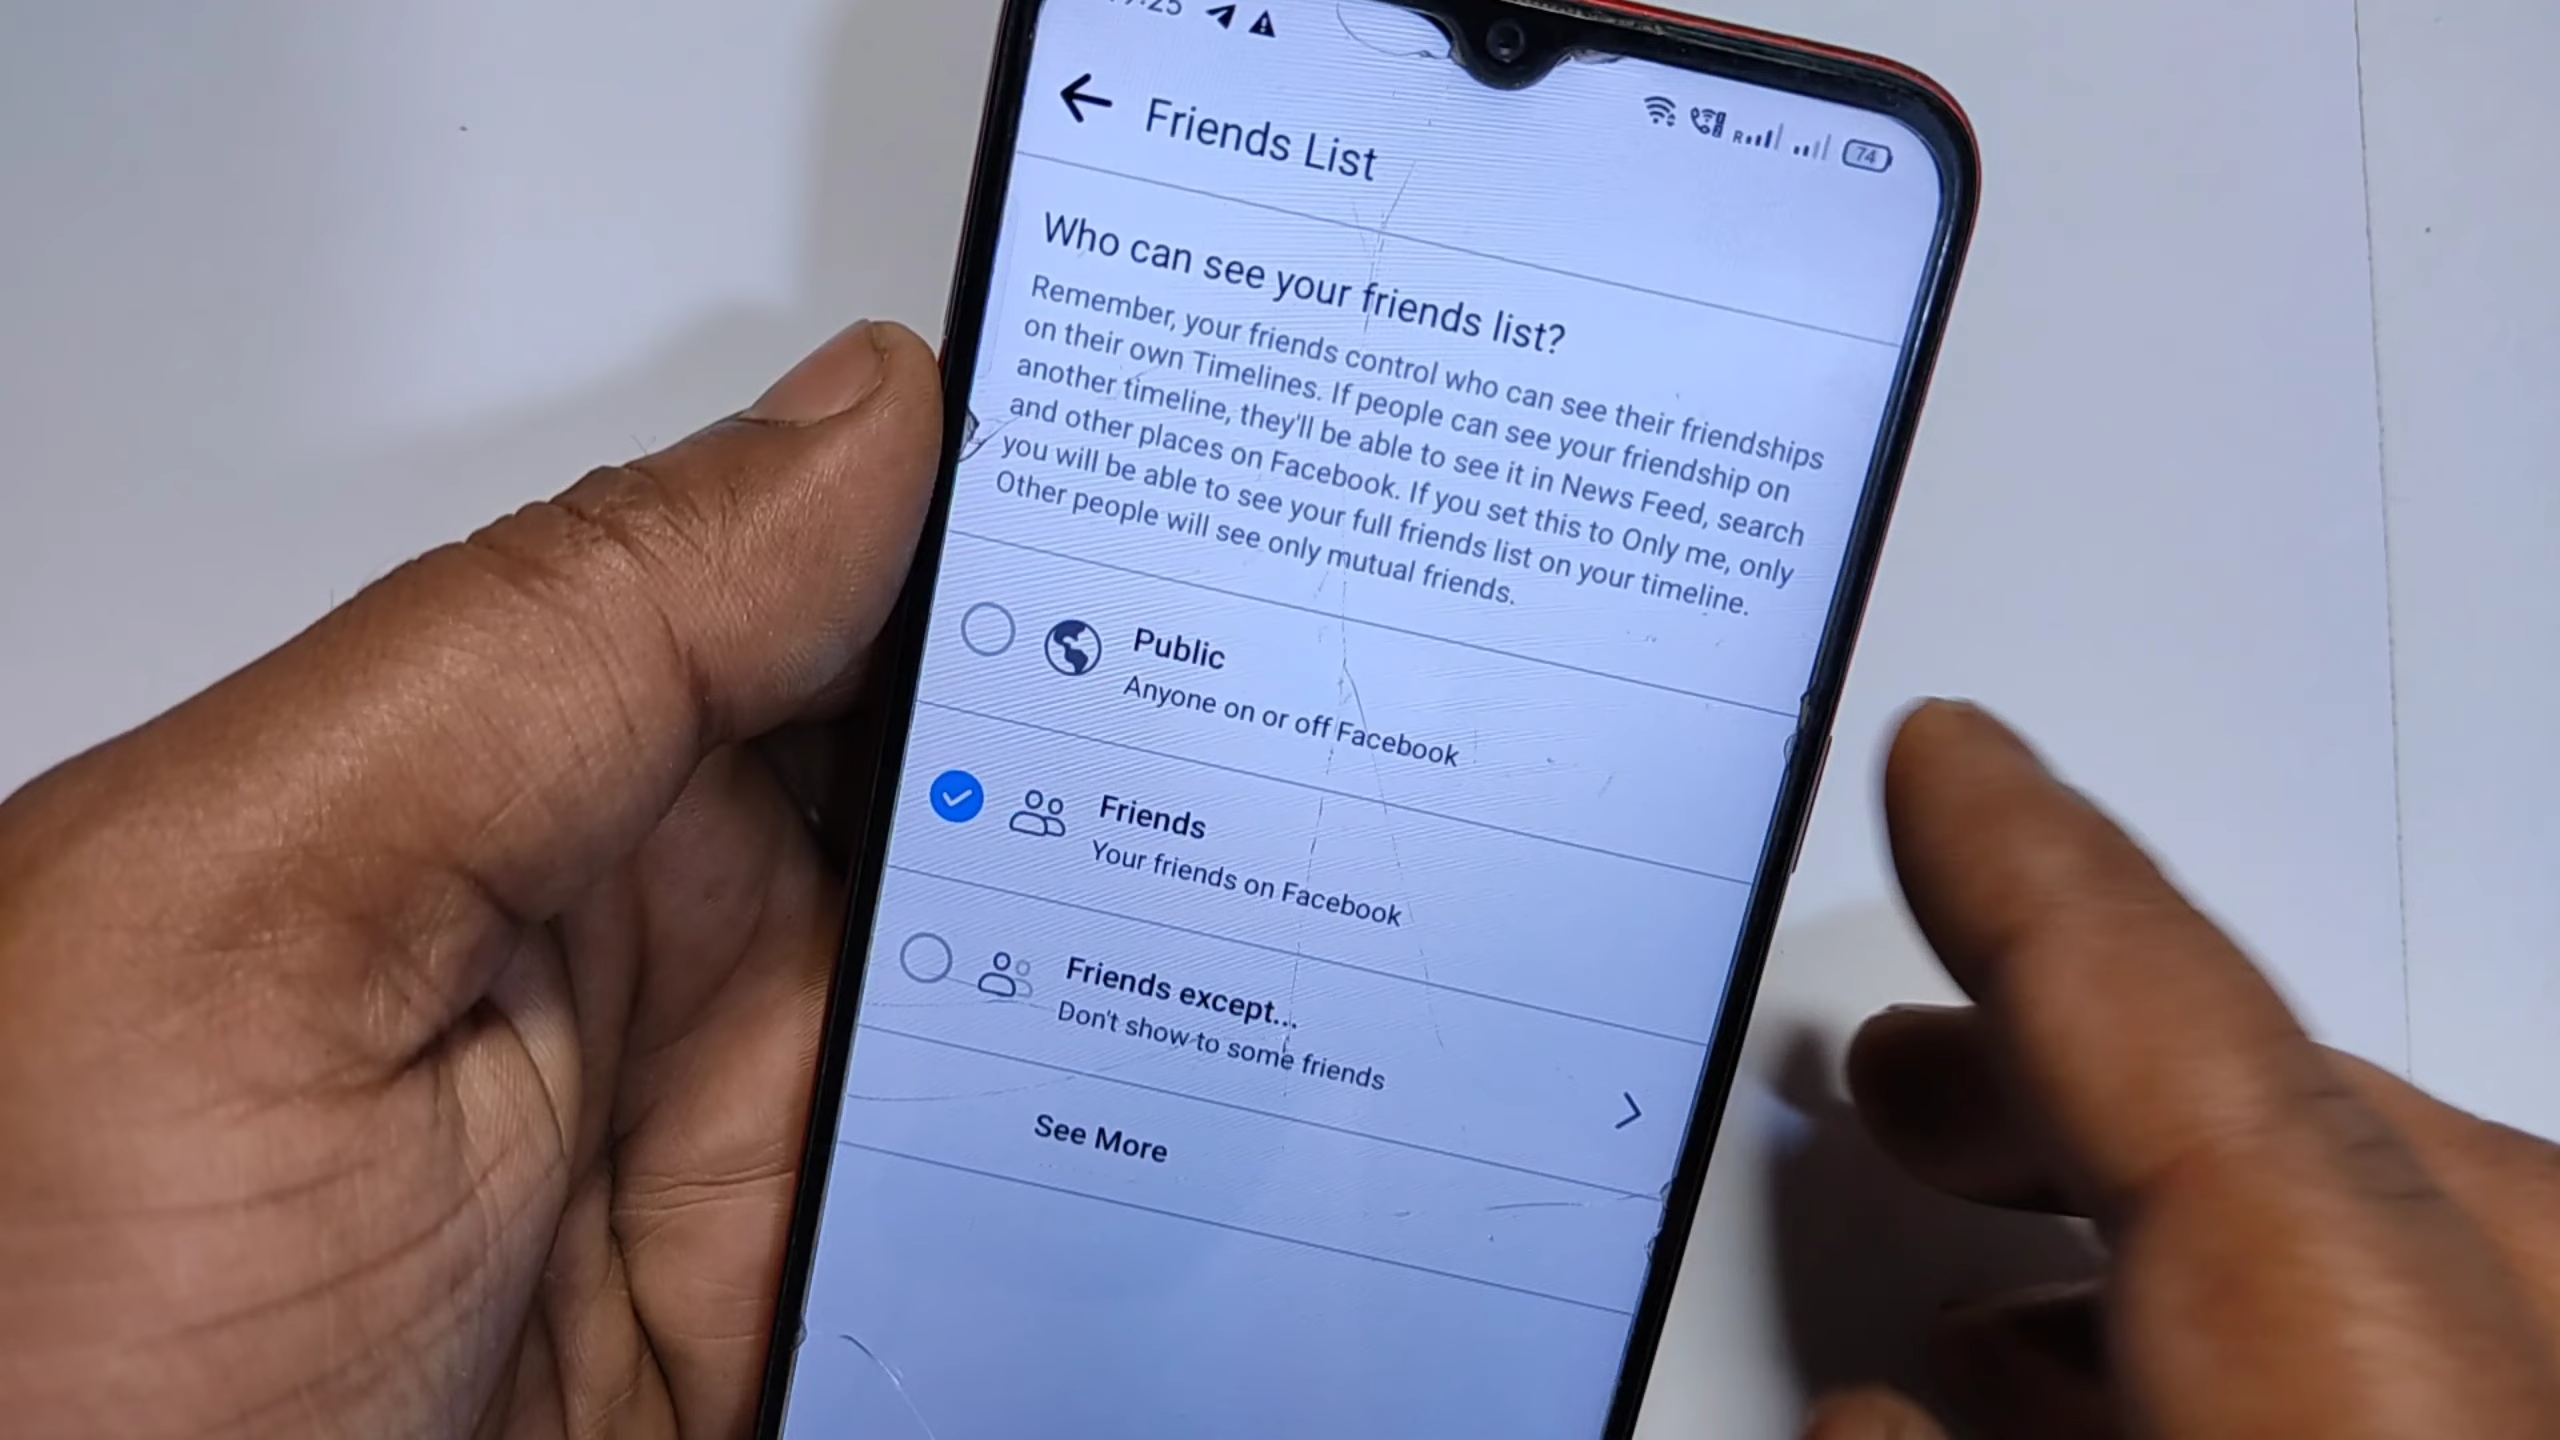 Friends List
74
Who can see your friends list?
Remember, your friends control who can see their friendships
on their own Timelines. If people can see your friendship on
another timeline, they'll be able to see it in News Feed, search
and other places on Facebook. If you set this to Only me, only
you will be able to see your full friends list on your timeline.
Other people will see only mutual friends.
Public
Anyone on or off Facebook
Friends
Your friends on Facebook
Friends except...
Don't show to some friends
See More